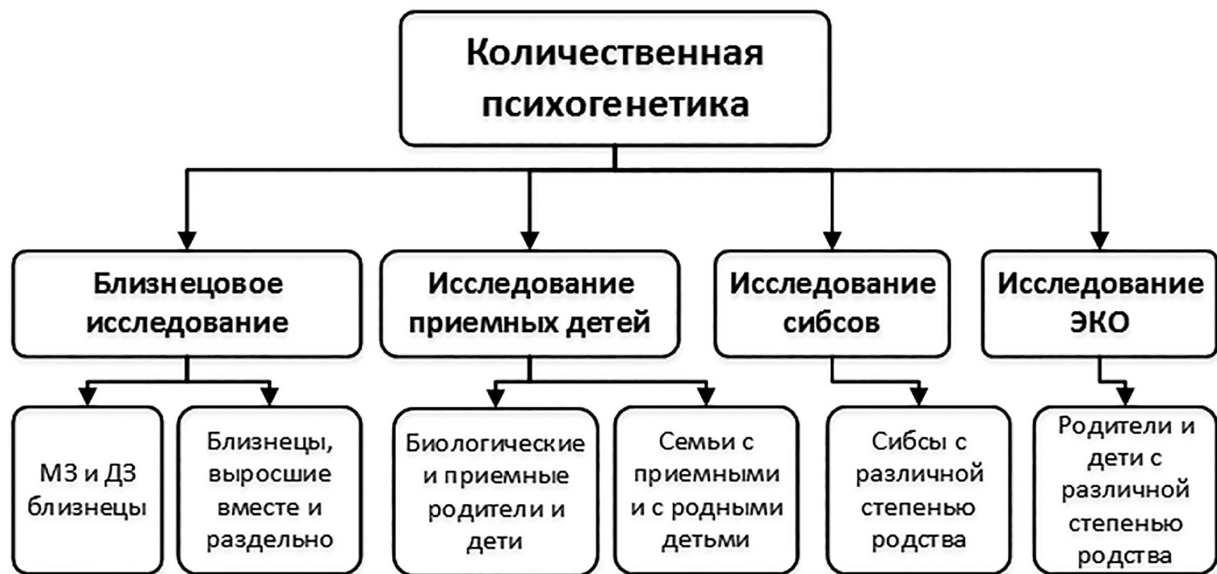 Количественная
психогенетика
Близнецовое
исследование
Исследование
приемных детей
Исследование
сибсов
Исследование
ЭКО
МЗ и ДЗ
близнецы
Близнецы,
выросшие
вместе и
раздельно
Биологические
и приемные
родители и
дети
Семьи с
приемными
и с родными
детьми
Сибсы с
различной
степенью
родства
Родители и
дети с
различной
степенью
родства